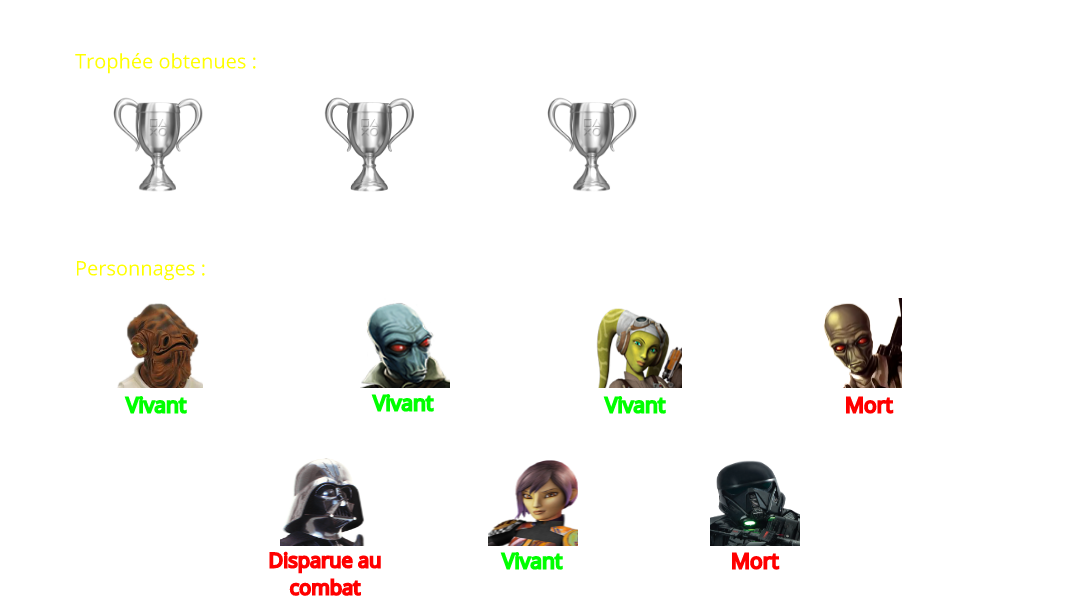 Trophée obtenues :
Personnages :
Vivant
Vivant
Vivant
Mort
Disparue au
combat
Vivant
Mort